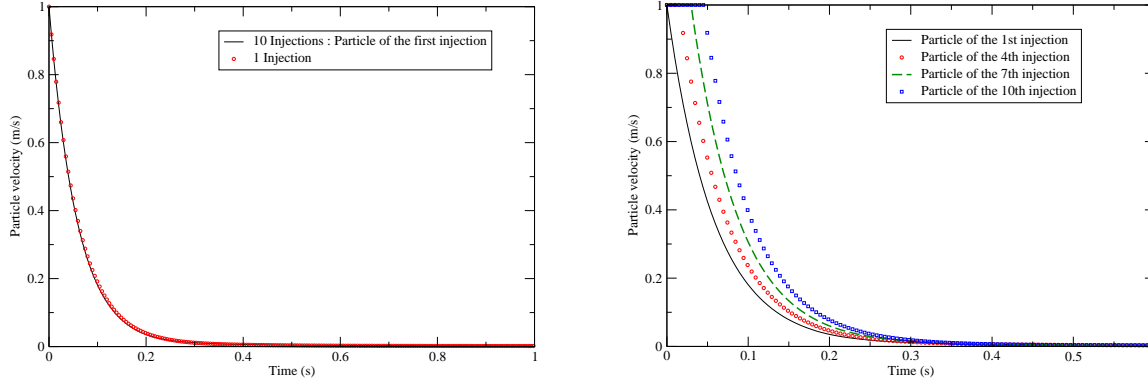 10 Injections : Particle of the first injection
1 Injection
Particle velocity (m/s)
1
0.8
0.6
0.4
0.2
0
0
0.2
0.4
0.6
0.8
1
Time (s)
Particle of the 1st injection
Particle of the 4th injection
Particle of the 7th injection
Particle of the 10th injection
Particle velocity (m/s)
1
0.8
0.6
0.4
0.2
0
0
0.1
0.2
0.3
0.4
0.5
Time (s)